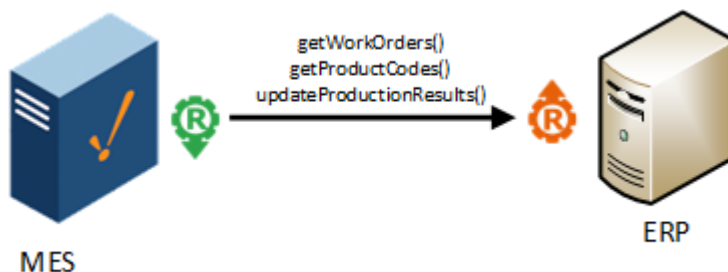 getWorkOrders()
getProductCodes()
updateProductionResults()
R
R
MES
ERP